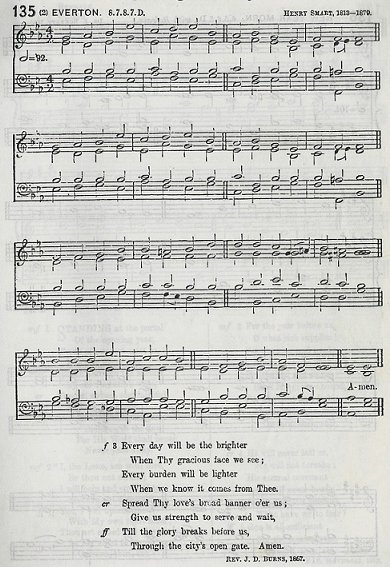 135 (2) EVERTON. 8.7.8.7.D. HENRY SMART, 1813—1879.
=92.
A-men.
f 3 Every day will be the brighter
When Thy gracious face we see;
Every burden will be lighter
When we know it comes from Thee.
cr Spread Thy love's broad banner o'er us;
Give us strength to serve and wait,
ff Till the glory breaks before us,
Through the city's open gate. Amen.
REV. J. D. BURNS, 1857.